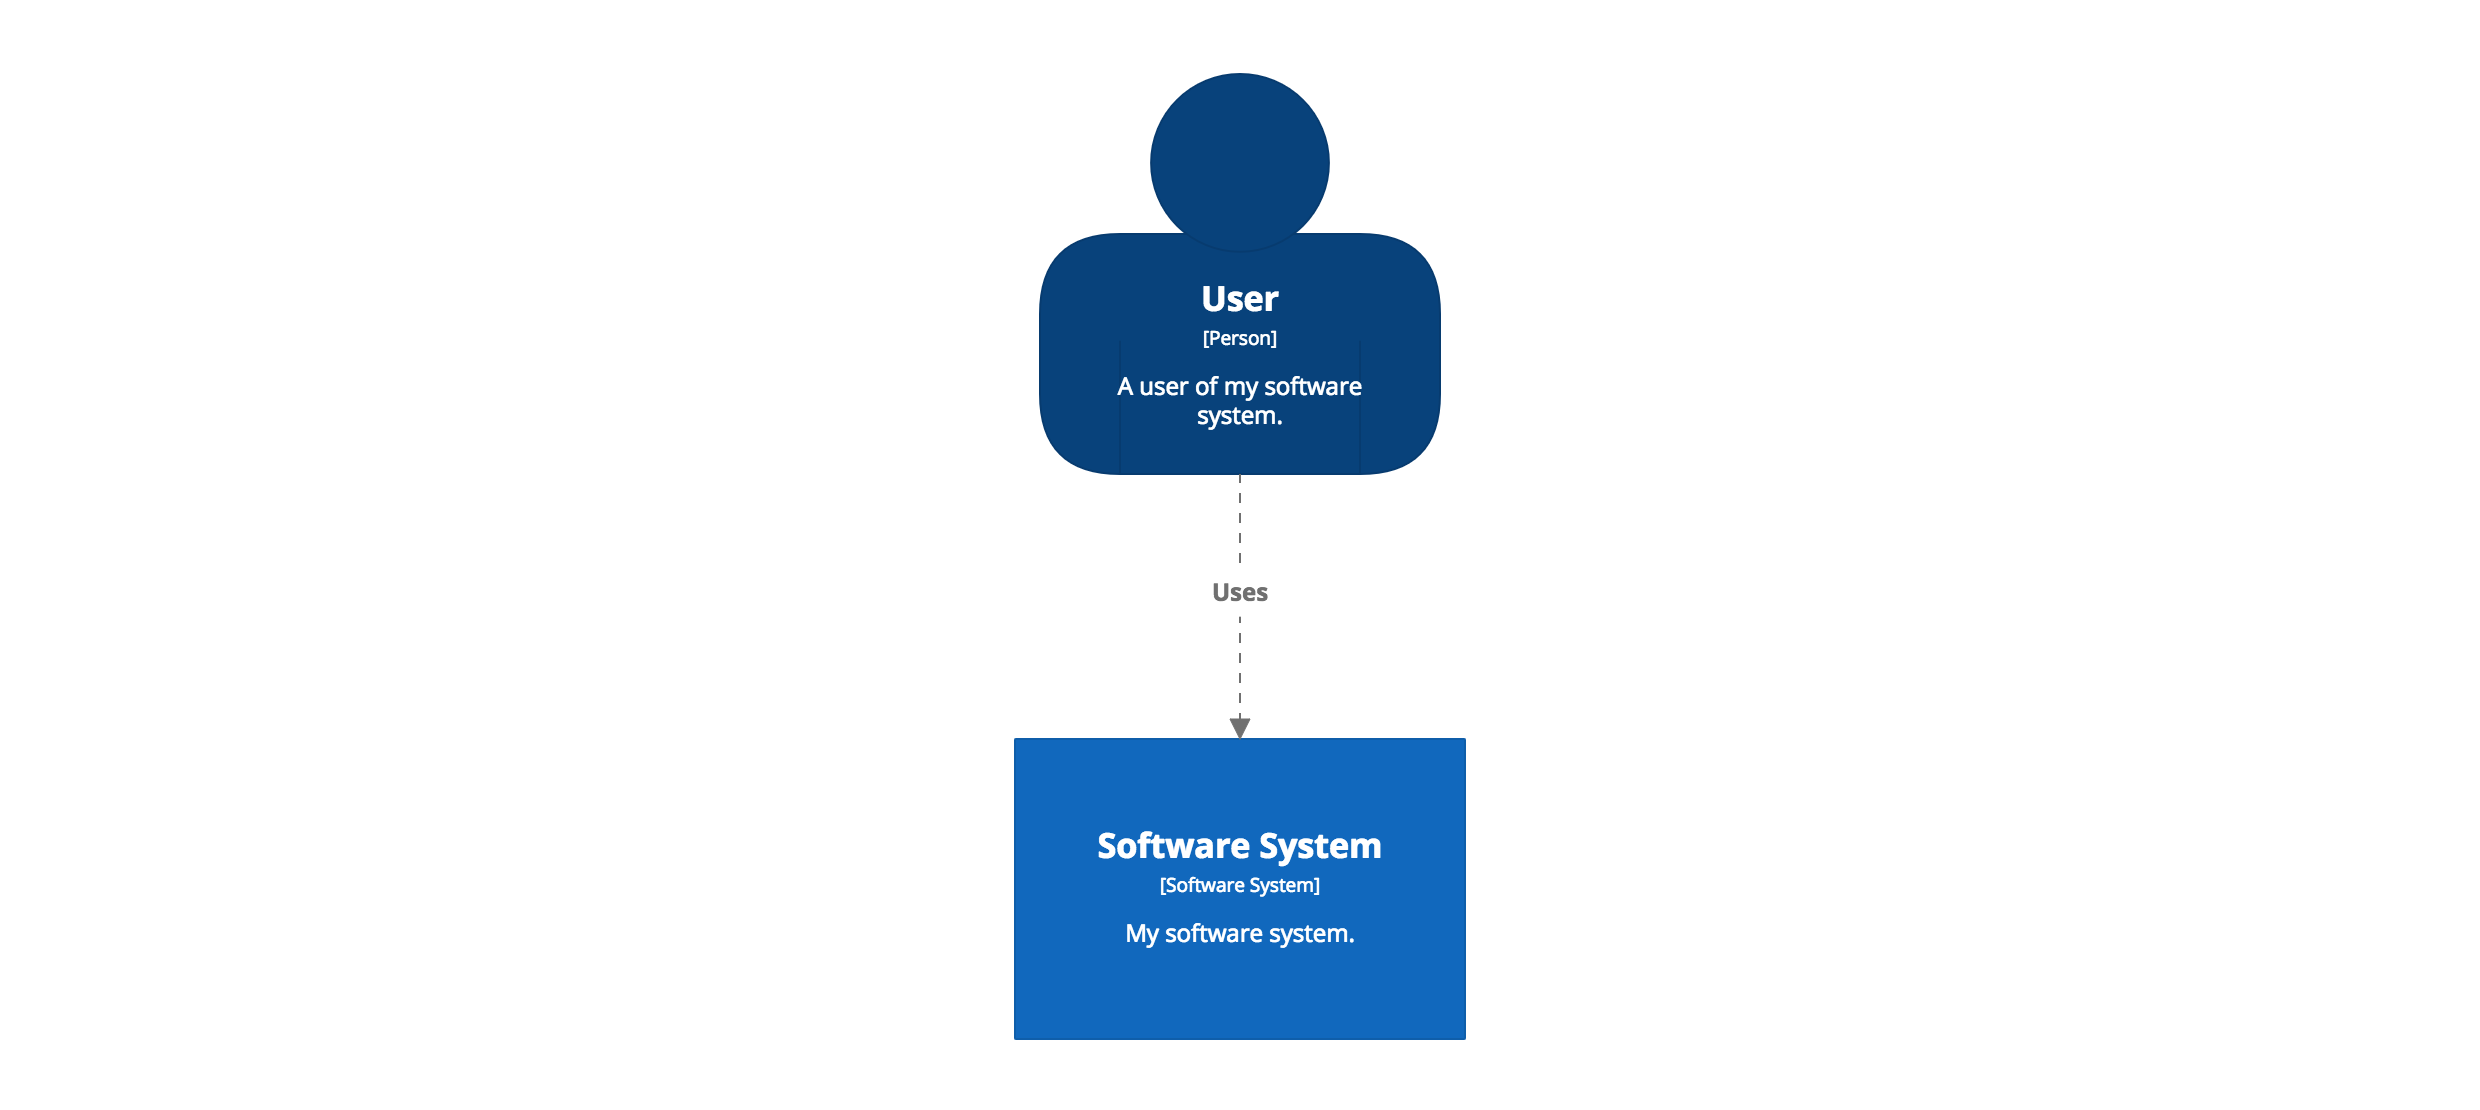 User
[Person]
A user of my software
system.
Uses
Software System
[Software System]
My software system.